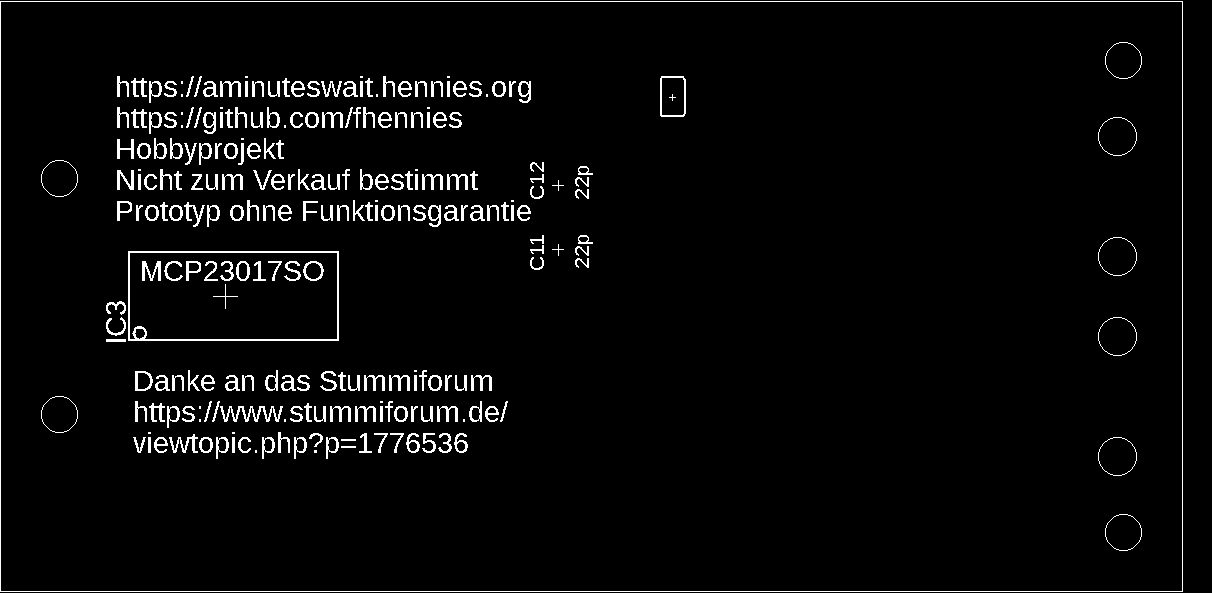 https://aminuteswait.hennies.org
https://github.com/fhennies
Hobbyprojekt
Nicht zum Verkauf bestimmt
Prototyp ohne Funktionsgarantie
C12
22p
C11
22p
MCP23017SO
IC3
Danke an das Stummiforum
https://www.stummiforum.de/
viewtopic.php?p=1776536